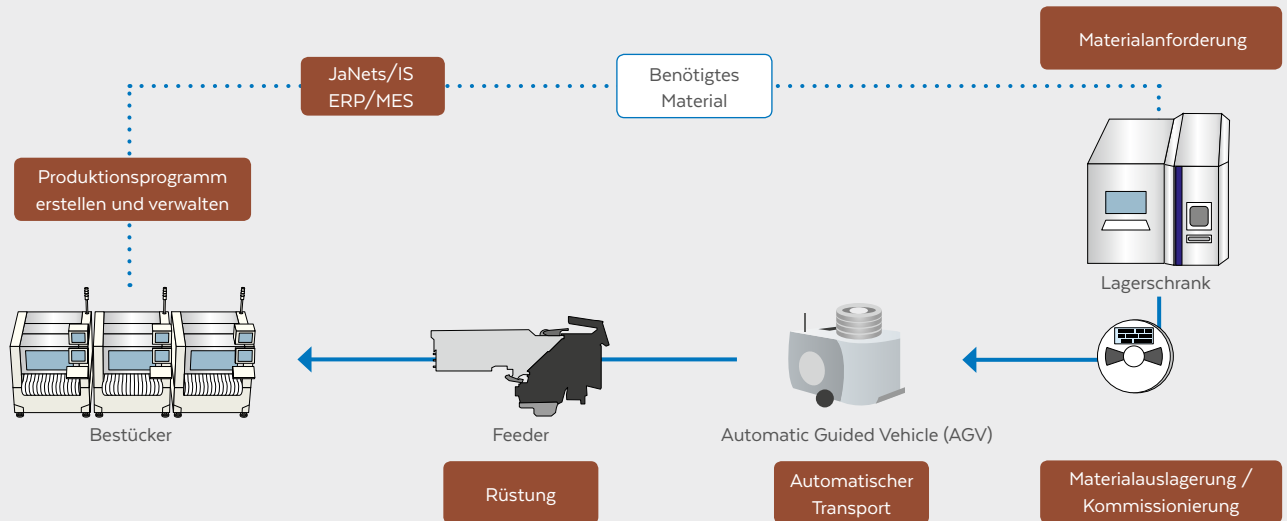 Materialanforderung
JaNets/IS
ERP/MES
Benötigtes
Material
Produktionsprogramm
erstellen und verwalten
Lagerschrank
Bestücker
Feeder
Automatic Guided Vehicle (AGV)
Rüstung
Automatischer
Transport
Materialauslagerung /
Kommissionierung